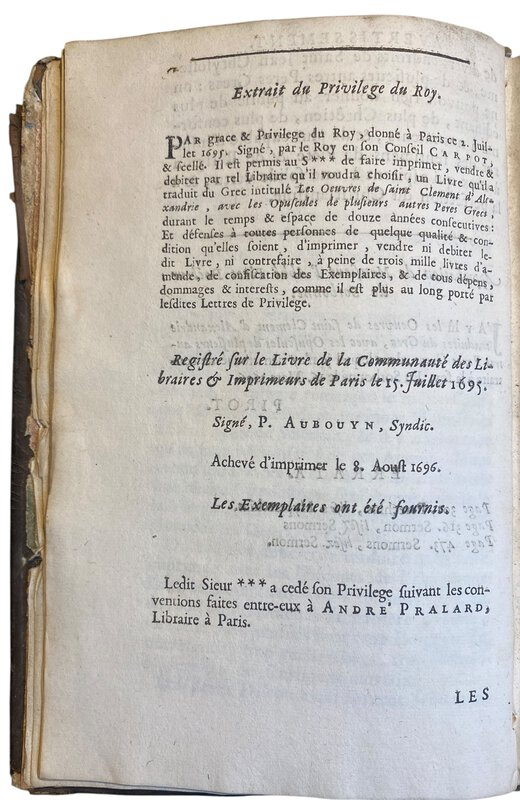 Extrait du Privilege du Roy.
PAR grace & Privilege du Roy, donné à Paris ce 2. Juil-
let 1695. Signé, par le Roy en son Conseil CARPOT,
& scellé. Il est permis au S*** de faire imprimer, vendre &
debiter par tel Libraire qu'il voudra choisir, un Livre qu'il a
traduit du Grec intitulé Les Oeuvres de saint Clement d'Ale-
xandrie, avec les Opuscules de plusieurs autres Peres Grecs;
durant le temps & espace de douze années consecutives:
Et défenses à toutes personnes de quelque qualité & con-
dition qu'elles soient, d'imprimer, vendre ni debiter le-
dit Livre, ni contrefaire, à peine de trois mille livres d'a-
mende, de confiscation des Exemplaires, & de tous dépens,
dommages & interests, comme il est plus au long porté par
lesdites Lettres de Privilege.
Registré sur le Livre de la Communauté des Li-
braires & Imprimeurs de Paris le 15. Juillet 1695.
Signé, P. AUBOUYN, Syndic.
Achevé d'imprimer le 8. Aoust 1696.
Les Exemplaires ont été fournis.
Ledit Sieur *** a cedé son Privilege suivant les con-
ventions faites entre-eux à ANDRE' PRALARD,
Libraire à Paris.
LES